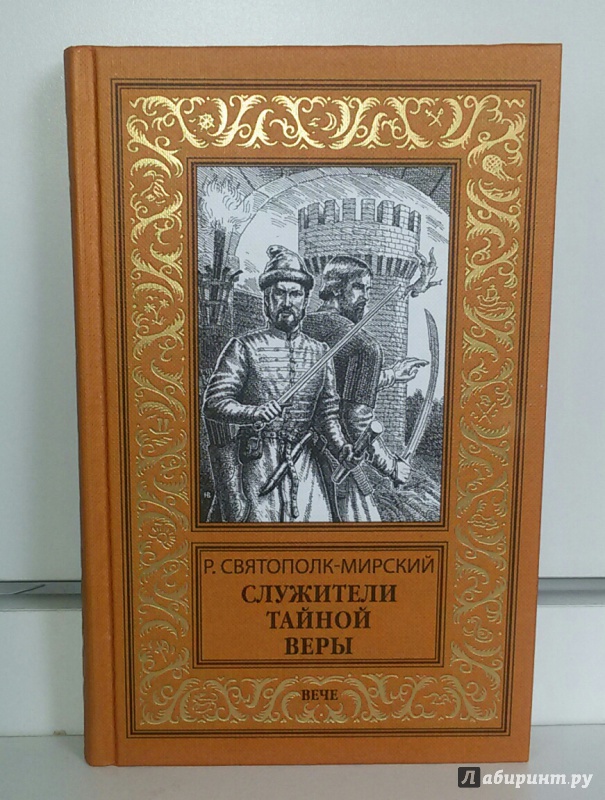 Р. СВЯТОПОЛК-МИРСКИЙ
СЛУЖИТЕЛИ
ТАЙНОЙ
ВЕРЫ
ВЕЧЕ
Лабиринт.ру